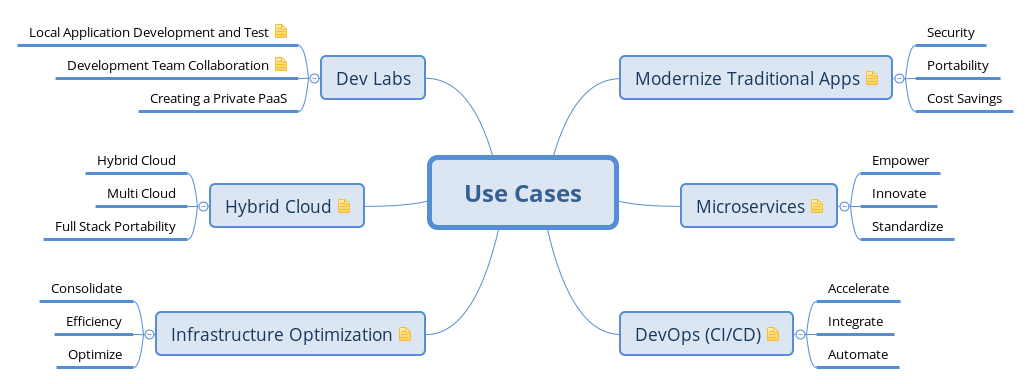 Use Cases
Dev Labs
Local Application Development and Test
Development Team Collaboration
Creating a Private PaaS
Hybrid Cloud
Hybrid Cloud
Multi Cloud
Full Stack Portability
Infrastructure Optimization
Consolidate
Efficiency
Optimize
Modernize Traditional Apps
Security
Portability
Cost Savings
Microservices
Empower
Innovate
Standardize
DevOps (CI/CD)
Accelerate
Integrate
Automate